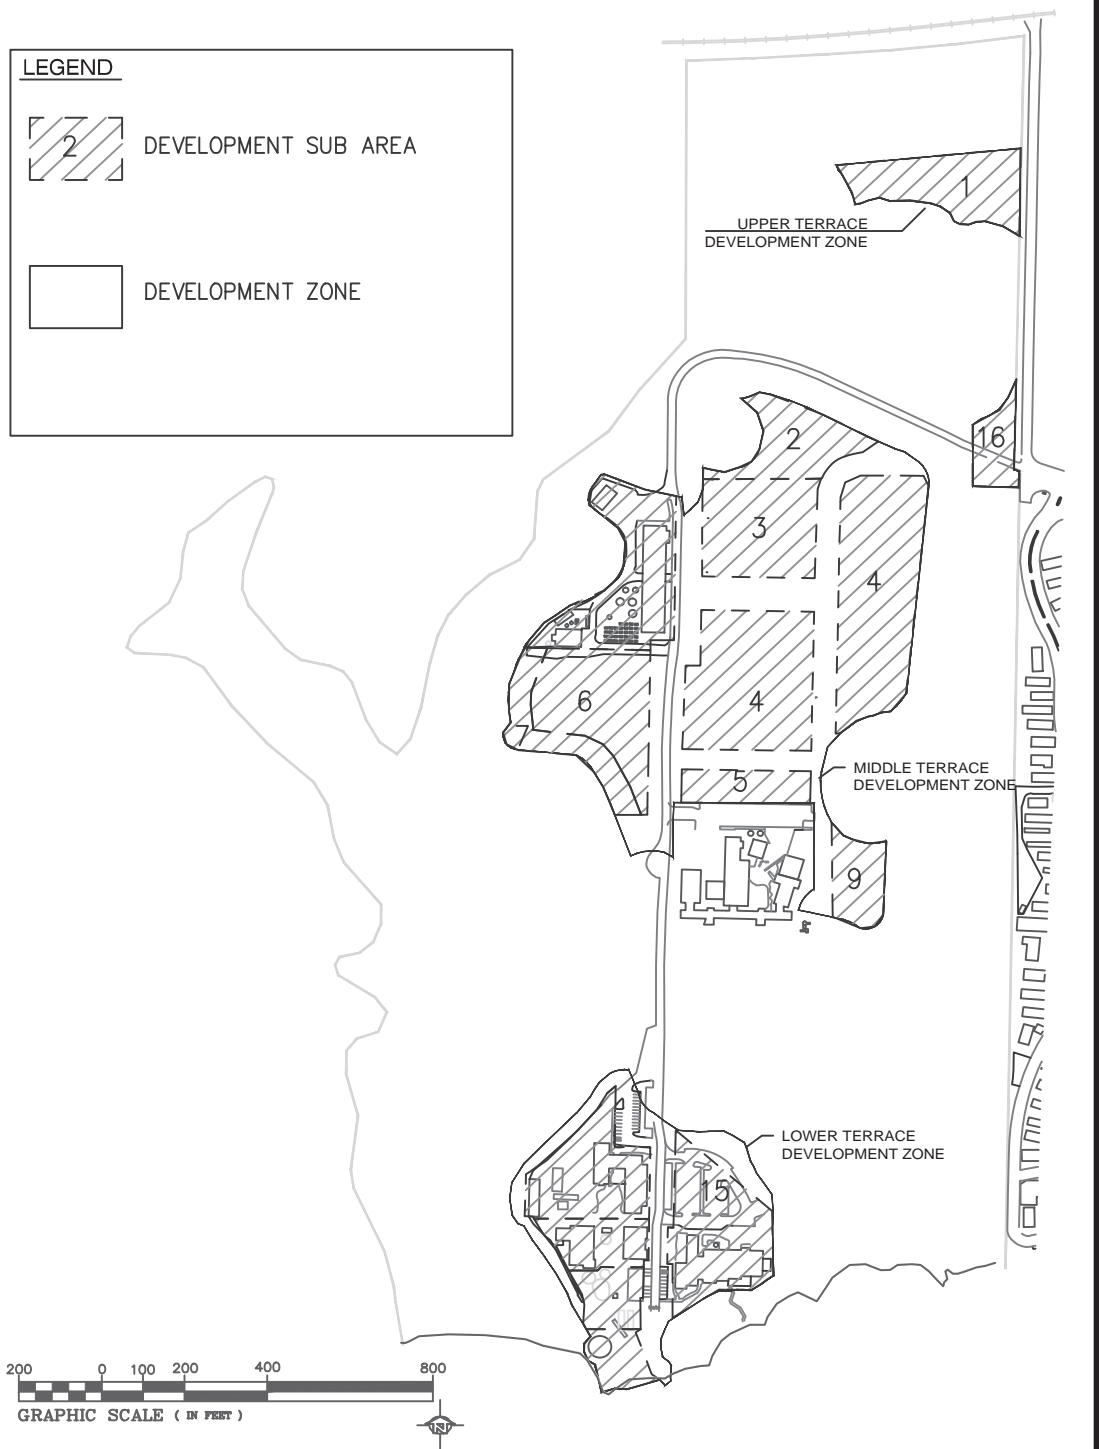 LEGEND
2
DEVELOPMENT SUB AREA
DEVELOPMENT ZONE
1
UPPER TERRACE
DEVELOPMENT ZONE
16
2
3
4
4
6
7
5
MIDDLE TERRACE
DEVELOPMENT ZONE
9
LOWER TERRACE
DEVELOPMENT ZONE
15
200 0 100 200 400 800
GRAPHIC SCALE ( IN FEET )
N